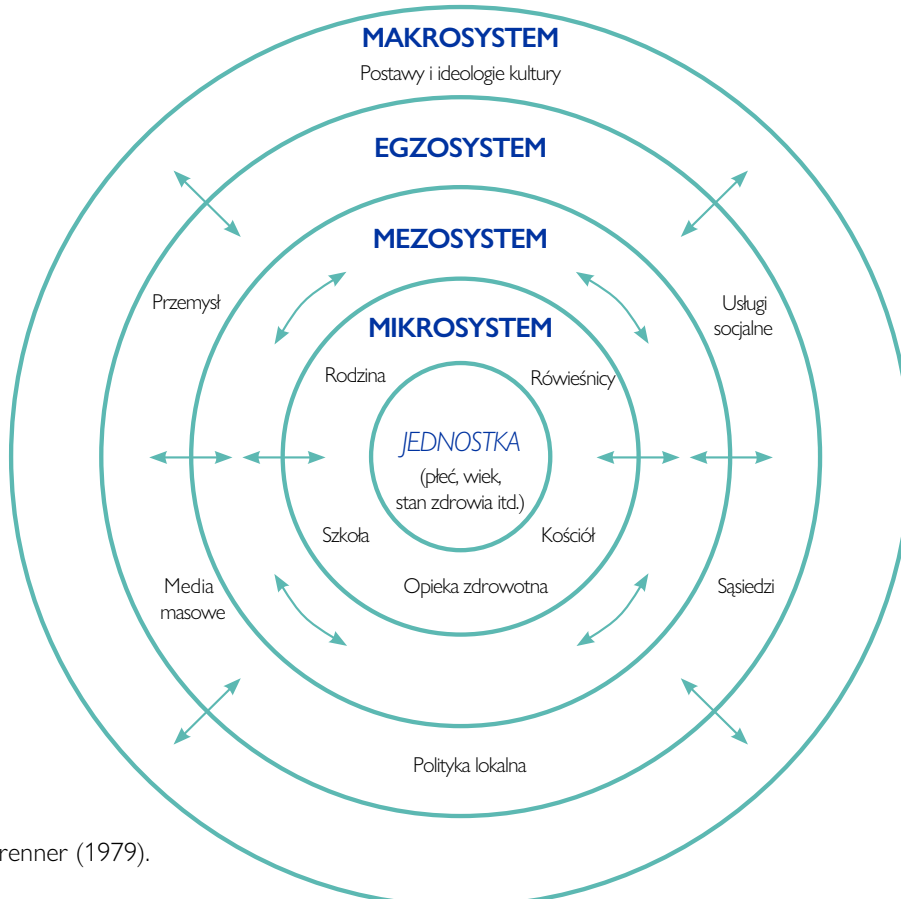 MAKROSYSTEM
Postawy i ideologie kultury
EGZOSYSTEM
MEZOSYSTEM
Przemysł
Usługi
socjalne
MIKROSYSTEM
Rodzina
Rówieśnicy
JEDNOSTKA
(płeć, wiek,
stan zdrowia itd.)
Szkoła
Kościół
Opieka zdrowotna
Media
masowe
Sąsiedzi
Polityka lokalna
renner (1979).